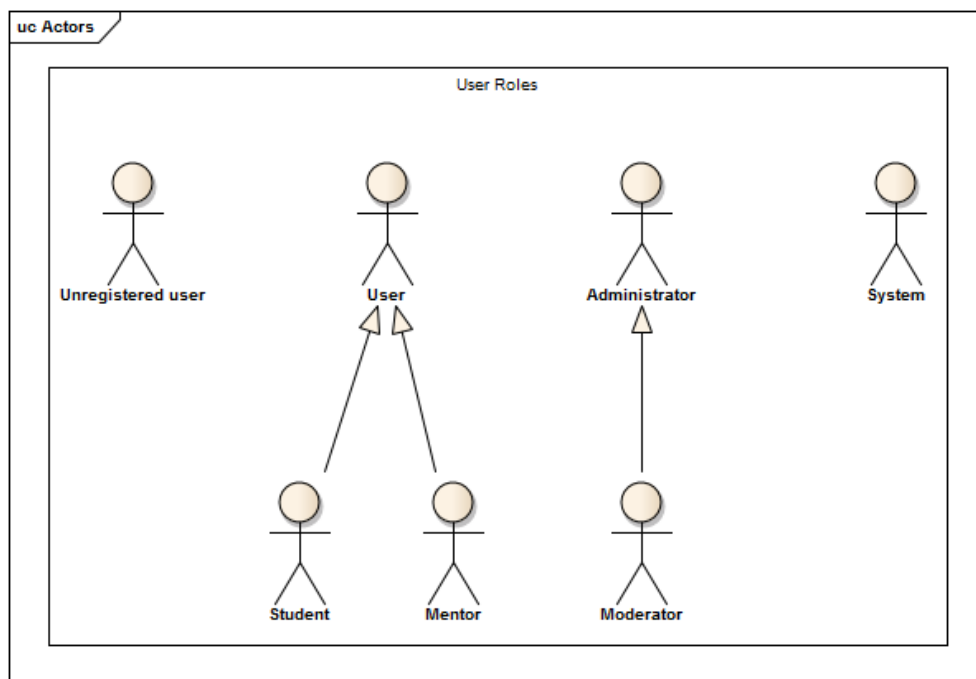 uc Actors
User Roles
Unregistered user
User
Administrator
System
Student
Mentor
Moderator